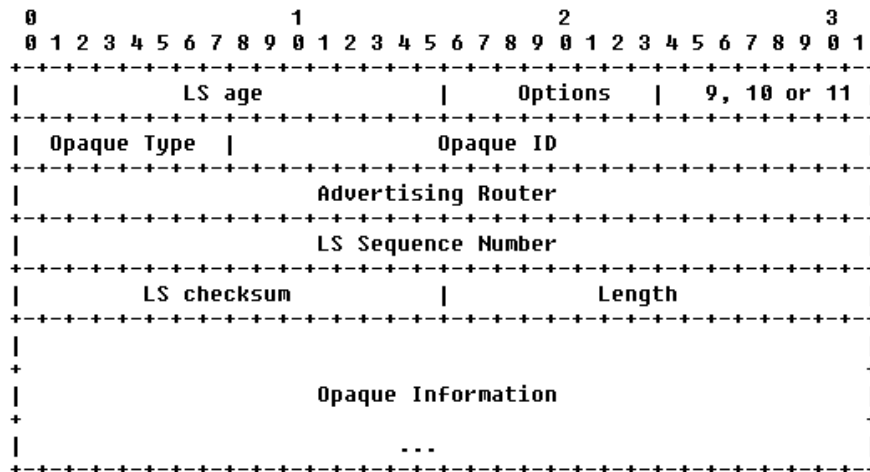 0                   1                   2                   3
0 1 2 3 4 5 6 7 8 9 0 1 2 3 4 5 6 7 8 9 0 1 2 3 4 5 6 7 8 9 0 1
+-+-+-+-+-+-+-+-+-+-+-+-+-+-+-+-+-+-+-+-+-+-+-+-+-+-+-+-+-+-+-+-
|            LS age             |     Options   |   9, 10 or 11 |
+-+-+-+-+-+-+-+-+-+-+-+-+-+-+-+-+-+-+-+-+-+-+-+-+-+-+-+-+-+-+-+-
|  Opaque Type  |               Opaque ID                       |
+-+-+-+-+-+-+-+-+-+-+-+-+-+-+-+-+-+-+-+-+-+-+-+-+-+-+-+-+-+-+-+-
|                      Advertising Router                       |
+-+-+-+-+-+-+-+-+-+-+-+-+-+-+-+-+-+-+-+-+-+-+-+-+-+-+-+-+-+-+-+-
|                      LS Sequence Number                       |
+-+-+-+-+-+-+-+-+-+-+-+-+-+-+-+-+-+-+-+-+-+-+-+-+-+-+-+-+-+-+-+-
|         LS checksum           |           Length              |
+-+-+-+-+-+-+-+-+-+-+-+-+-+-+-+-+-+-+-+-+-+-+-+-+-+-+-+-+-+-+-+-
|                                                               |
+                                                               -
|                      Opaque Information                       |
+                                                               -
|                            ...                                |
+-+-+-+-+-+-+-+-+-+-+-+-+-+-+-+-+-+-+-+-+-+-+-+-+-+-+-+-+-+-+-+-